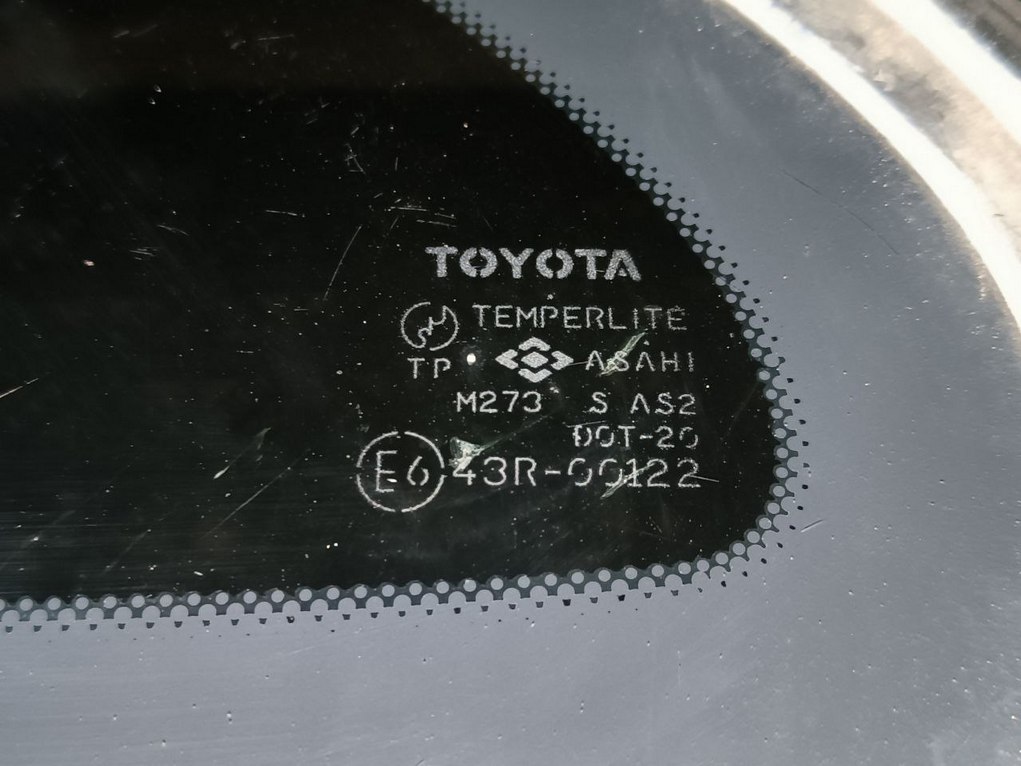 TOYOTA
TEMPERLITE
TP ASAHI
M273 S AS2
DOT-20
E6 43R-00122